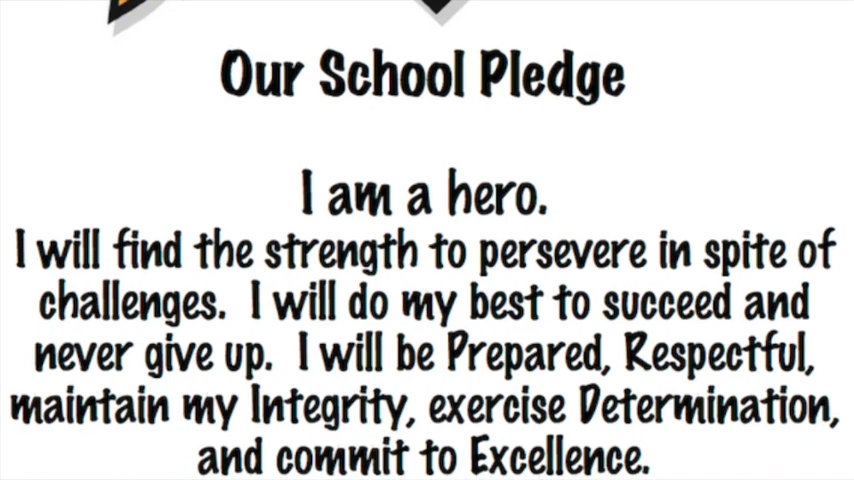 Our School Pledge
I am a hero.
I will find the strength to persevere in spite of
challenges. I will do my best to succeed and
never give up. I will be Prepared, Respectful,
maintain my Integrity, exercise Determination,
and commit to Excellence.